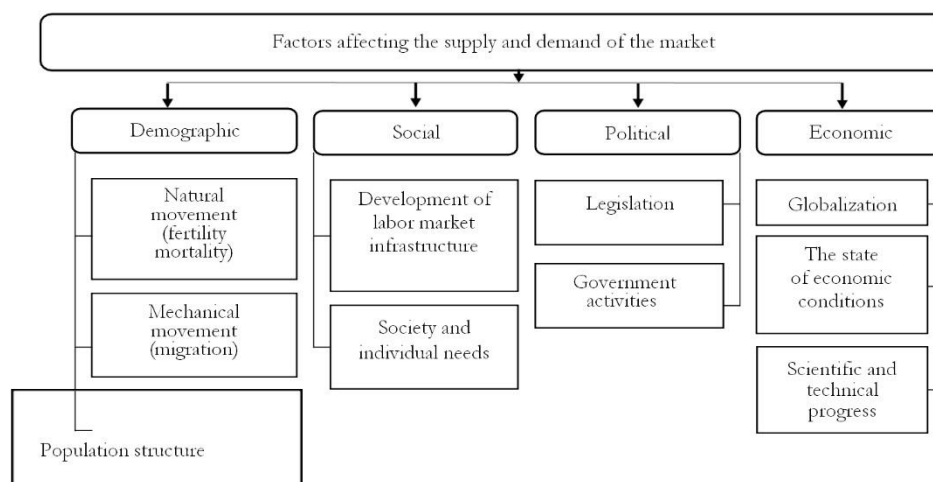 Factors affecting the supply and demand of the market
Demographic
Natural
movement
(fertility
mortality)
Mechanical
movement
(migration)
Population structure
Social
Development of
labor market
infrastructure
Society and
individual needs
Political
Legislation
Government
activities
Economic
Globalization
The state
of economic
conditions
Scientific and
technical
progress